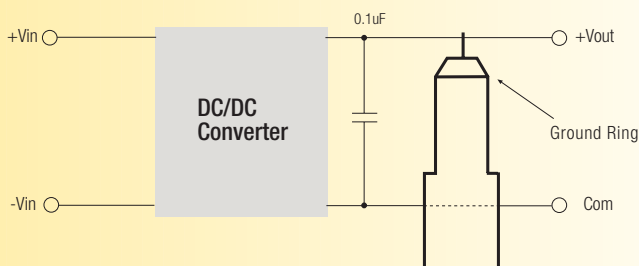 0.1uF
+Vin
+Vout
DC/DC
Converter
Ground Ring
-Vin
Com